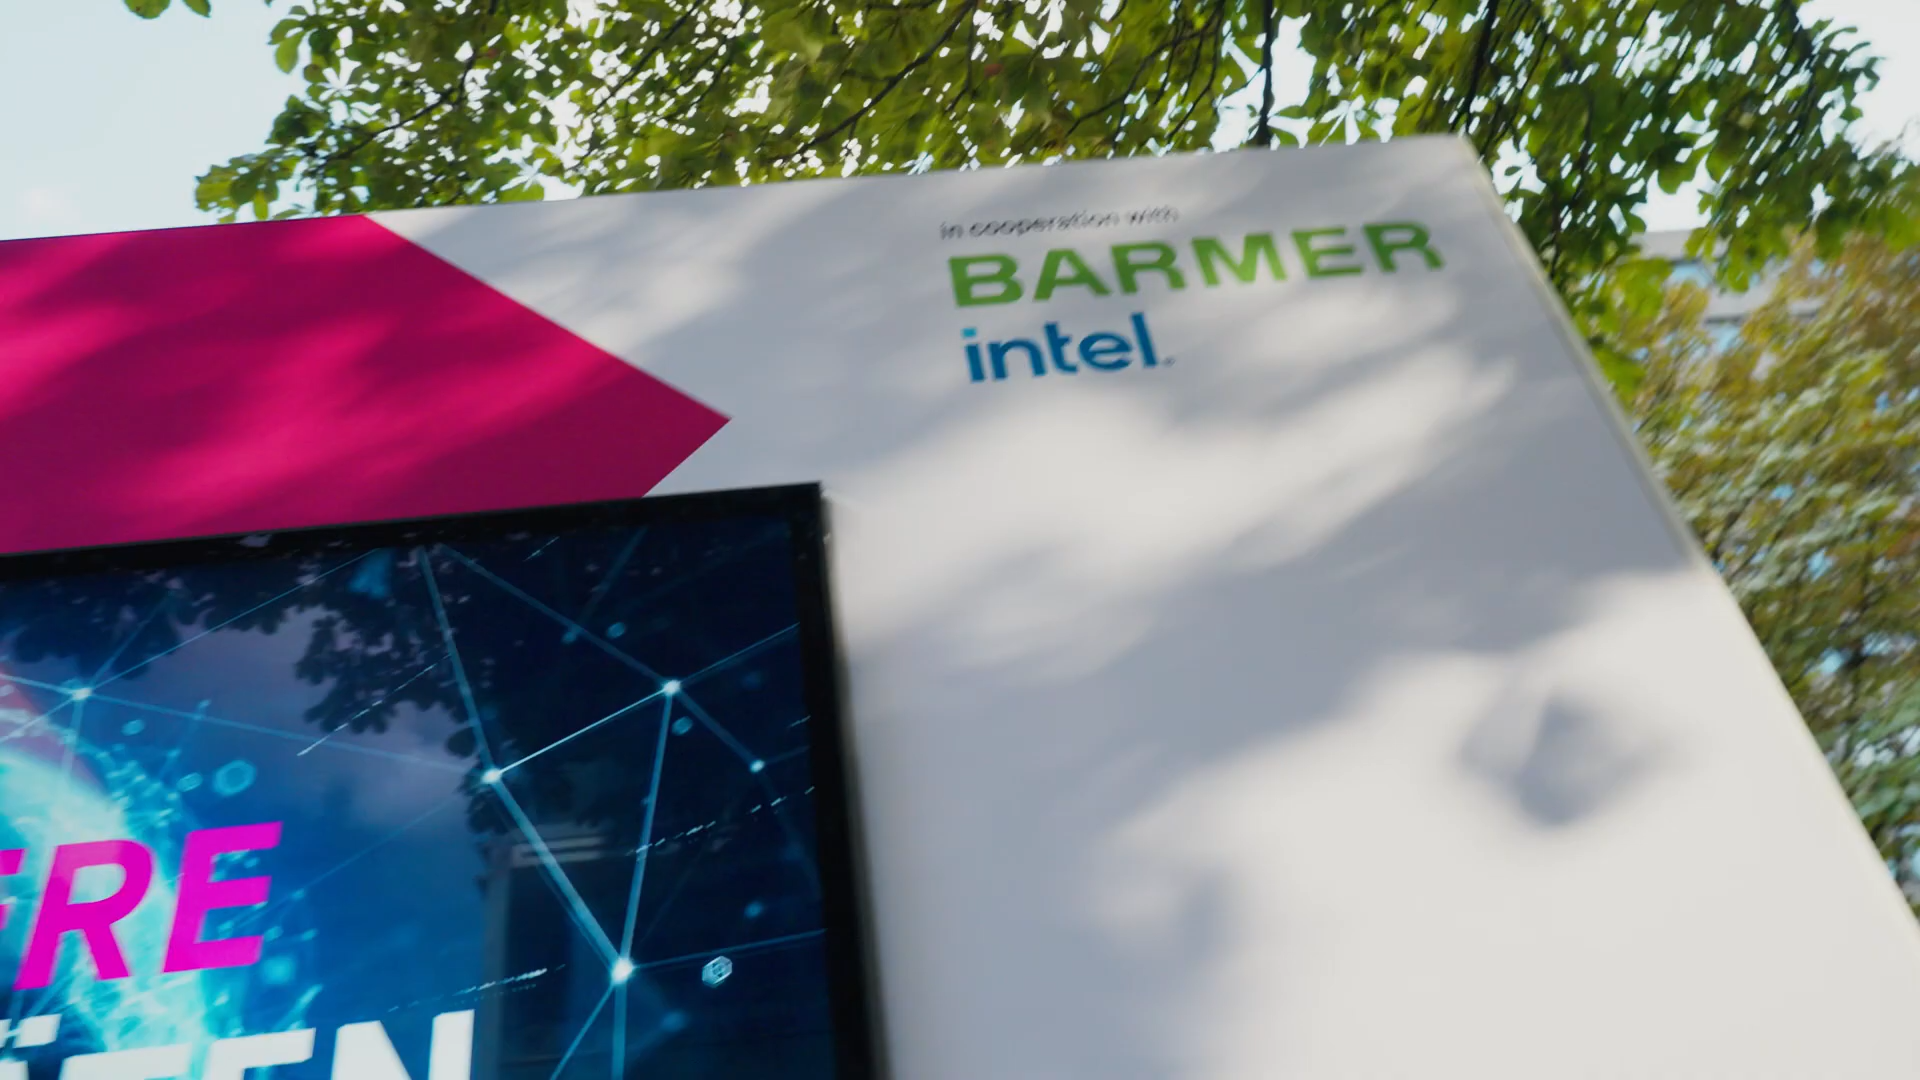 in cooperation with
BARMER
intel.
RE